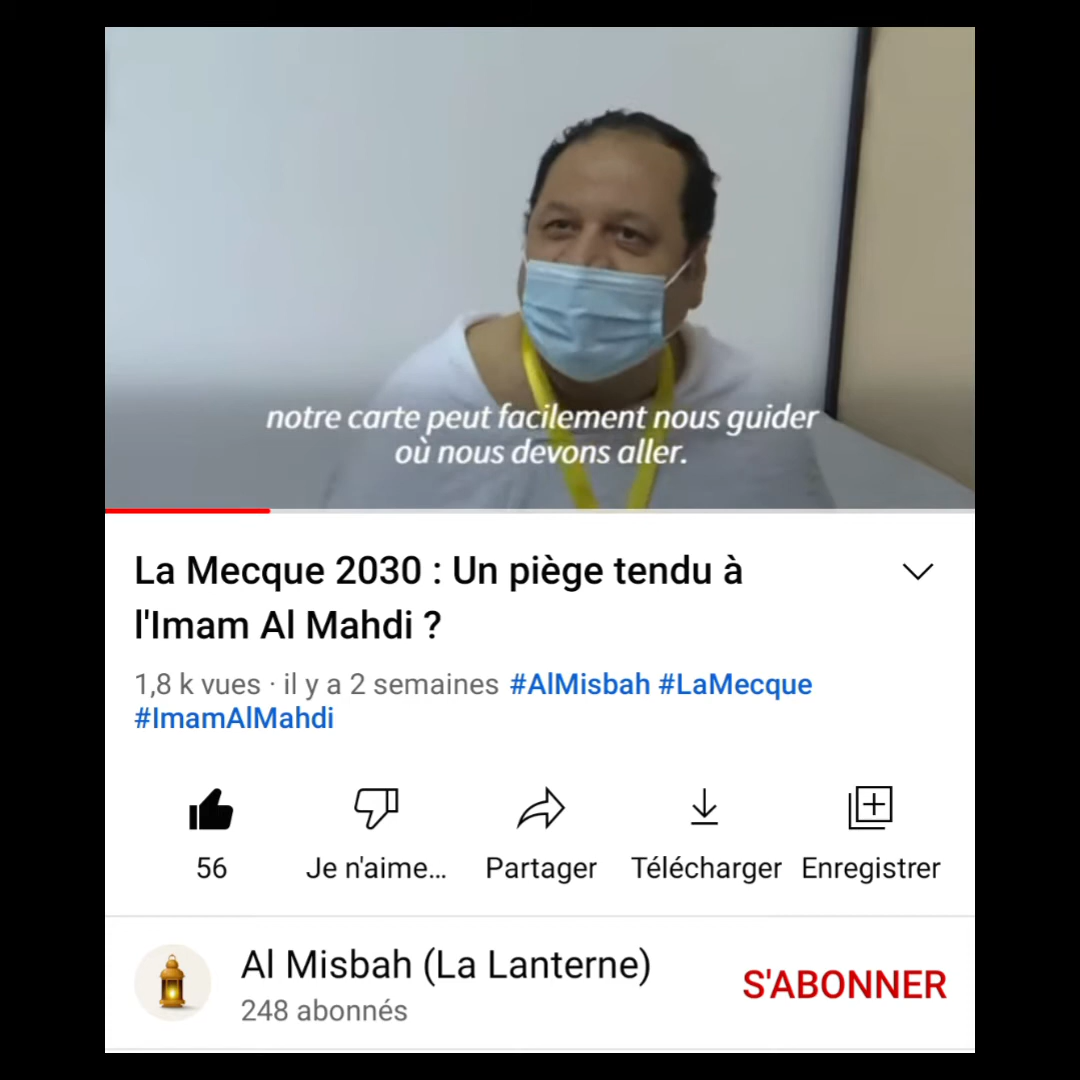 notre carte peut facilement nous guider
où nous devons aller.
La Mecque 2030 : Un piège tendu à
l'Imam Al Mahdi ?
1,8 k vues · il y a 2 semaines #AlMisbah #LaMecque
#ImamAlMahdi
56 Je n'aime... Partager Télécharger Enregistrer
Al Misbah (La Lanterne)
248 abonnés
S'ABONNER